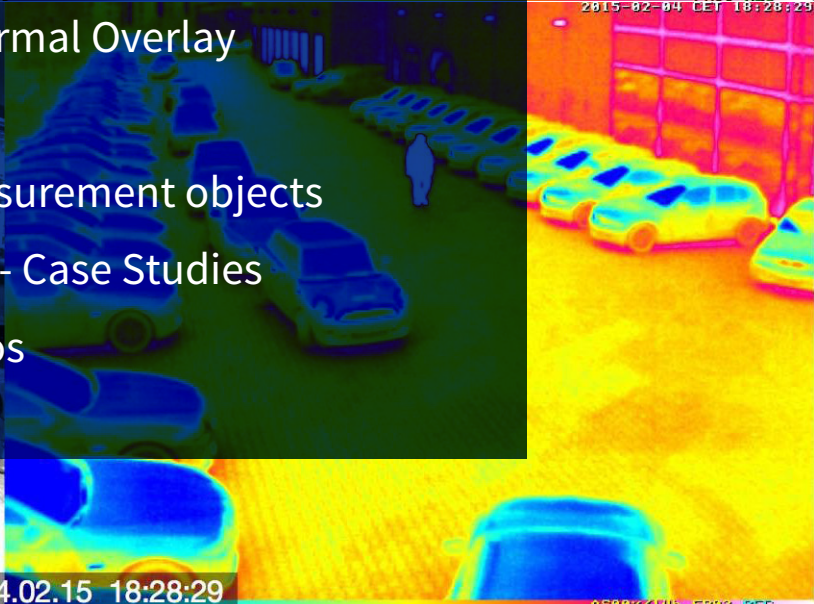 2015-02-04 CET 18:28:29
rmal Overlay
surement objects
– Case Studies
os
4.02.15 18:28:29